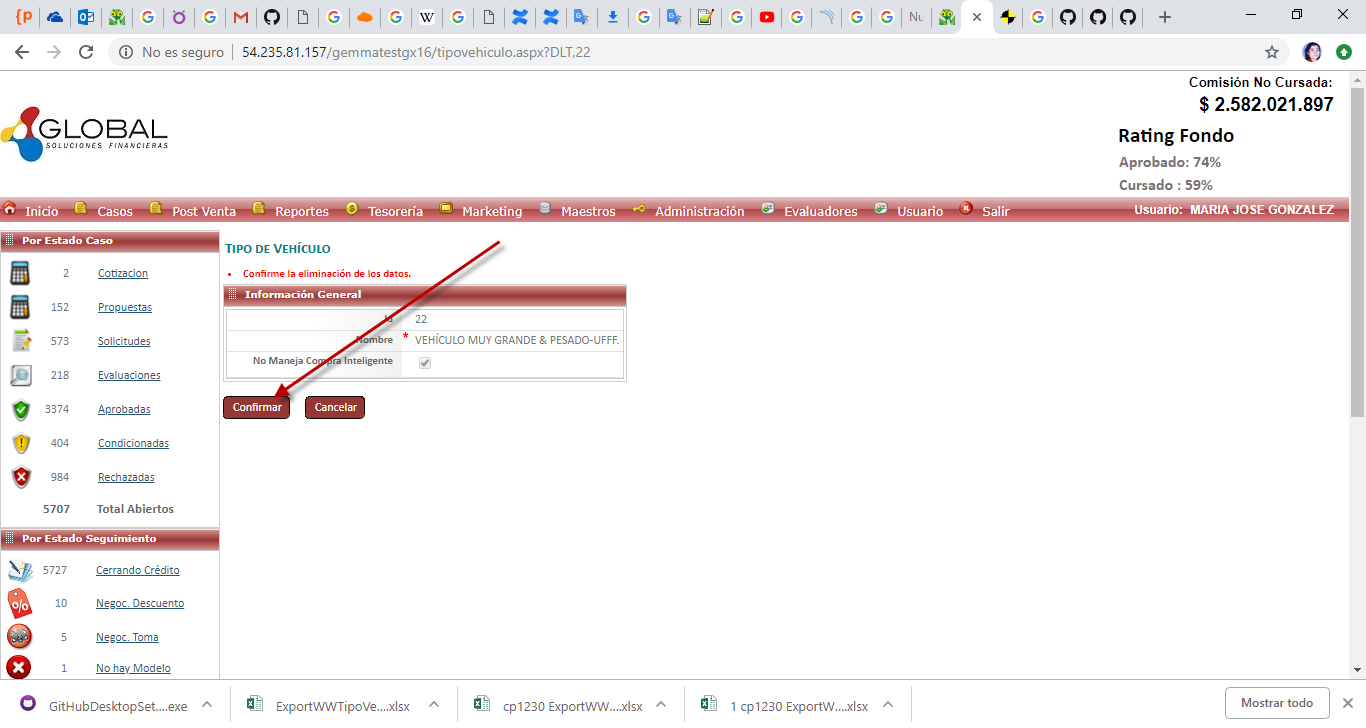 No es seguro | 54.235.81.157/gemmatestgx16/tipovehiculo.aspx?DLT,22
Comisión No Cursada:
$ 2.582.021.897
GLOBAL
SOLUCIONES FINANCIERAS
Rating Fondo
Aprobado: 74%
Cursado : 59%
Inicio Casos Post Venta Reportes Tesorería Marketing Maestros Administración Evaluadores Usuario Salir Usuario: MARIA JOSE GONZALEZ
Por Estado Caso
2 Cotizacion
152 Propuestas
573 Solicitudes
218 Evaluaciones
3374 Aprobadas
404 Condicionadas
984 Rechazadas
5707 Total Abiertos
Por Estado Seguimiento
5727 Cerrando Crédito
10 Negoc. Descuento
5 Negoc. Toma
1 No hay Modelo
TIPO DE VEHÍCULO
• Confirme la eliminación de los datos.
Información General
Id 22
Nombre * VEHÍCULO MUY GRANDE & PESADO-UFFF.
No Maneja Compra Inteligente
Confirmar Cancelar
GitHubDesktopSet....exe ExportWWTipoVe....xlsx cp1230 ExportWW....xlsx 1 cp1230 ExportW....xlsx Mostrar todo